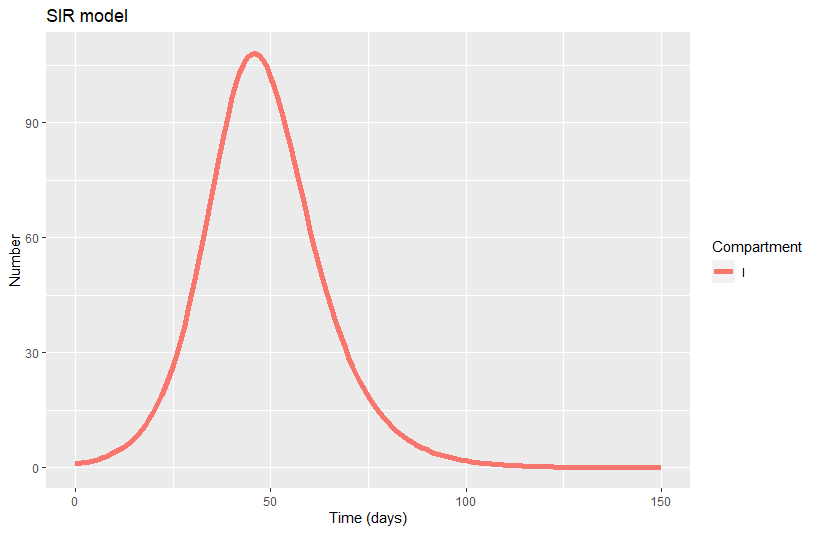 SIR model
Number
90
60
30
0
0 50 100 150
Time (days)
Compartment
I